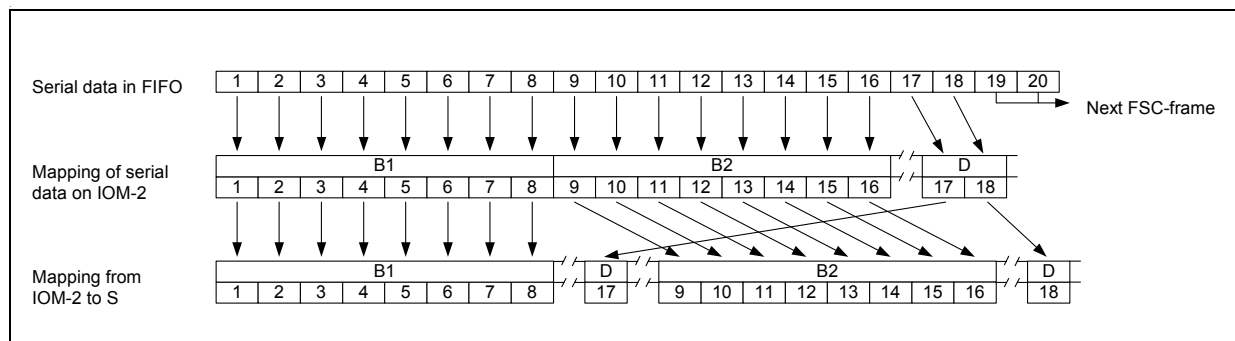 Serial data in FIFO
1 2 3 4 5 6 7 8 9 10 11 12 13 14 15 16 17 18 19 20
Next FSC-frame
Mapping of serial
data on IOM-2
B1 B2 D
1 2 3 4 5 6 7 8 9 10 11 12 13 14 15 16 17 18
Mapping from
IOM-2 to S
B1 D B2 D
1 2 3 4 5 6 7 8 17 9 10 11 12 13 14 15 16 18